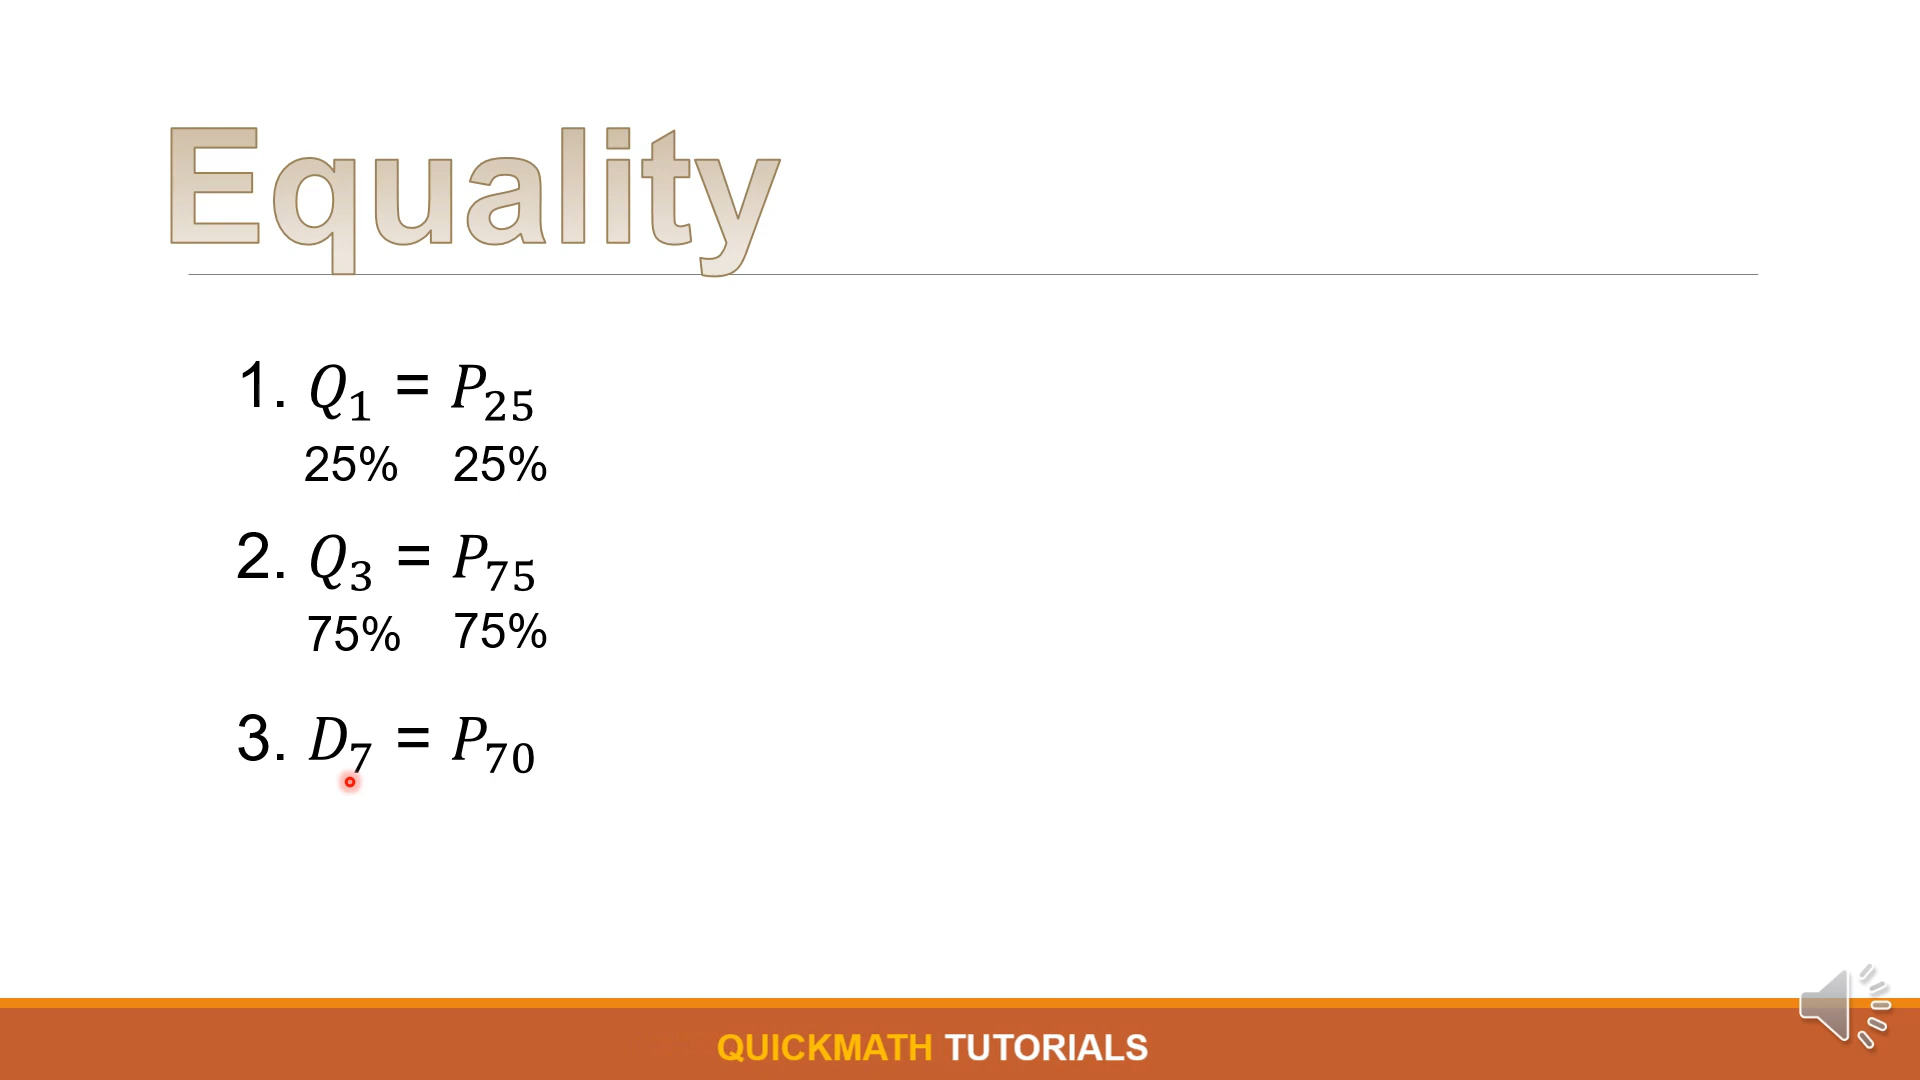 Equality
1. Q₁ = P₂₅
25% 25%
2. Q₃ = P₇₅
75% 75%
3. D₇ = P₇₀
QUICKMATH TUTORIALS